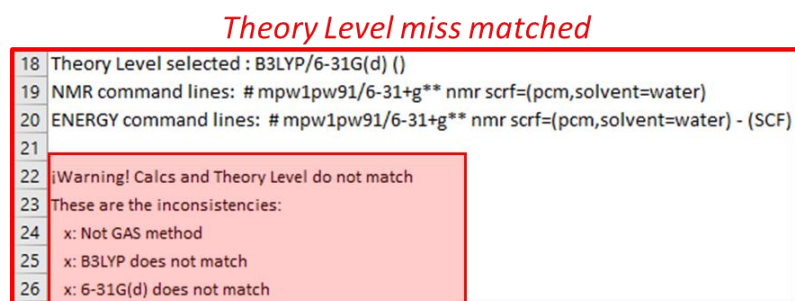 Theory Level miss matched
18 Theory Level selected : B3LYP/6-31G(d) ()
19 NMR command lines: # mpw1pw91/6-31+g** nmr scrf=(pcm,solvent=water)
20 ENERGY command lines: # mpw1pw91/6-31+g** nmr scrf=(pcm,solvent=water) - (SCF)
21
22 ¡Warning! Calcs and Theory Level do not match
23 These are the inconsistencies:
24 x: Not GAS method
25 x: B3LYP does not match
26 x: 6-31G(d) does not match